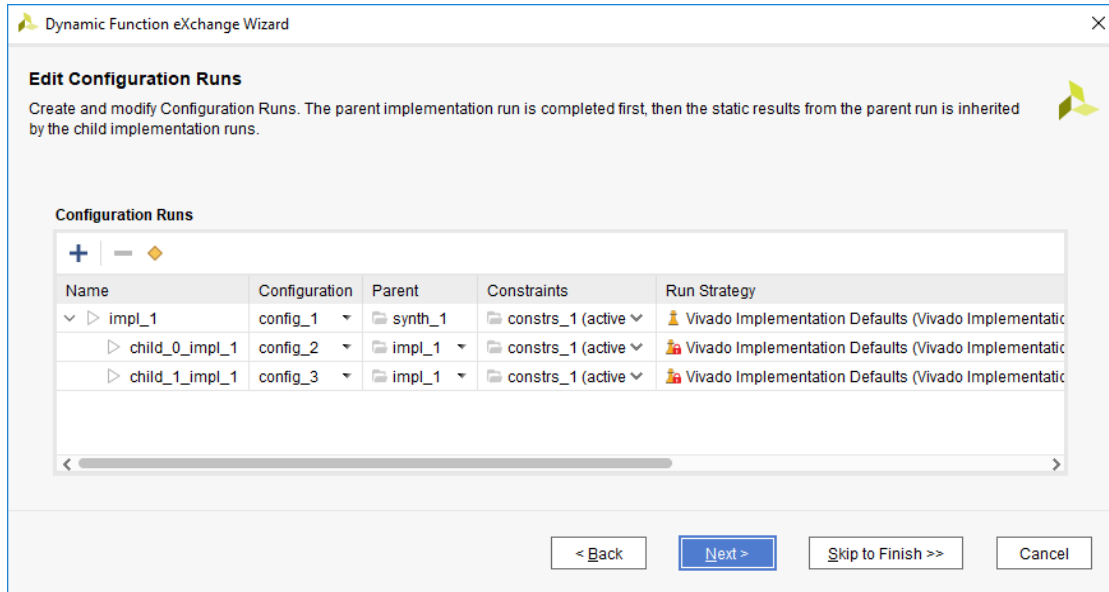 Dynamic Function eXchange Wizard
Edit Configuration Runs
Create and modify Configuration Runs. The parent implementation run is completed first, then the static results from the parent run is inherited
by the child implementation runs.
Configuration Runs
Name Configuration Parent Constraints Run Strategy
impl_1 config_1 synth_1 constrs_1 (active Vivado Implementation Defaults (Vivado Implementatic
child_0_impl_1 config_2 impl_1 constrs_1 (active Vivado Implementation Defaults (Vivado Implementatic
child_1_impl_1 config_3 impl_1 constrs_1 (active Vivado Implementation Defaults (Vivado Implementatic
< Back Next > Skip to Finish >> Cancel